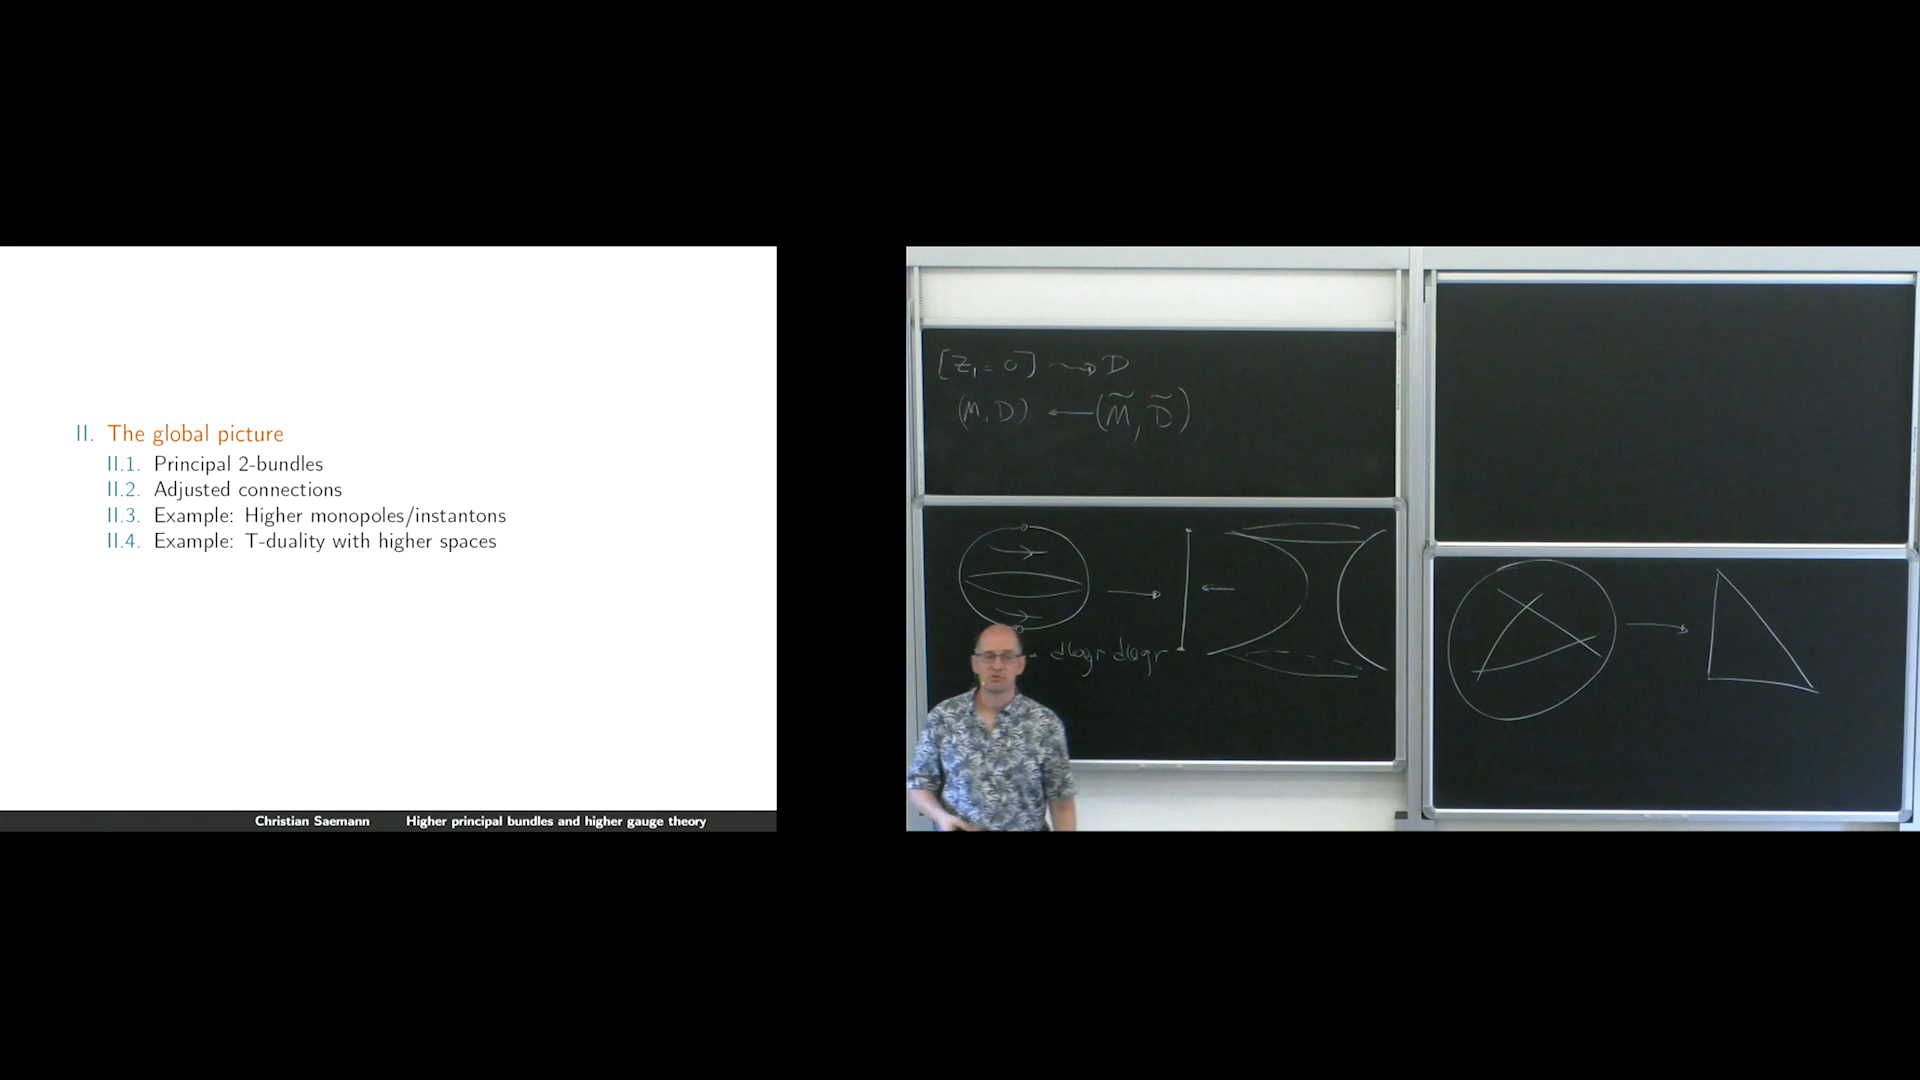 II. The global picture
II.1. Principal 2-bundles
II.2. Adjusted connections
II.3. Example: Higher monopoles/instantons
II.4. Example: T-duality with higher spaces
Christian Saemann Higher principal bundles and higher gauge theory
[z₁ = 0] ⇝ D
(M, D) ← (M̃, D̃)
dlogr dlogr